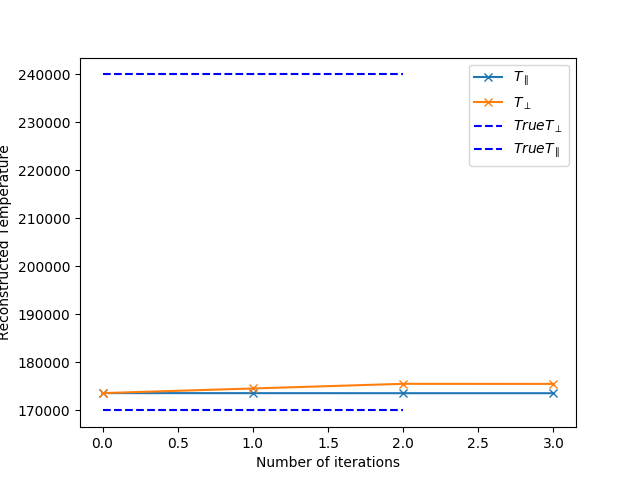 240000
230000
220000
210000
200000
190000
180000
170000
Reconstructed Temperature
0.0 0.5 1.0 1.5 2.0 2.5 3.0
Number of iterations
T∥
T⊥
TrueT⊥
TrueT∥